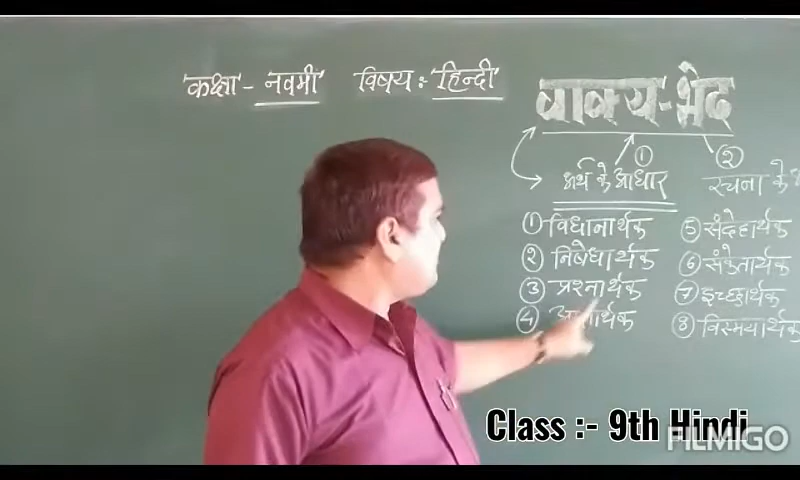 'कक्षा - नवमी' विषय : 'हिन्दी'
वाक्य-भेद
① ②
अर्थ के आधार रचना के
① विधानार्थक ⑤ संदेहार्थक
② निषेधार्थक ⑥ संकेतार्थक
③ प्रश्नार्थक ⑦ इच्छार्थक
④ ⑧ विस्मयार्थक
Class :- 9th Hindi
FILMIGO